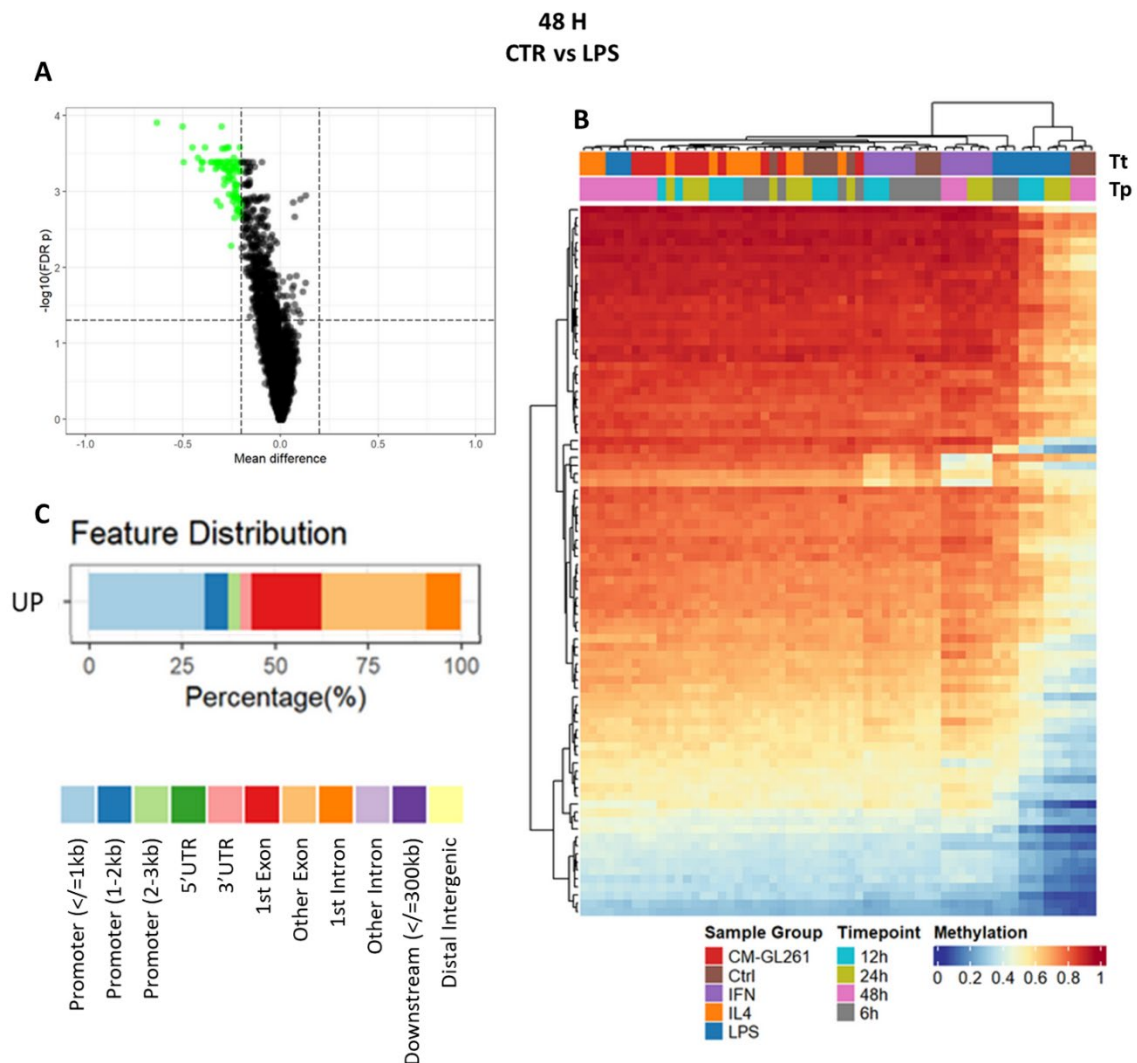 48 H
CTR vs LPS
A
4
3
2
1
0
-log10(FDR p)
-1.0 -0.5 0.0 0.5 1.0
Mean difference
B
Tt
Tp
C
Feature Distribution
UP
0 25 50 75 100
Percentage(%)
Promoter (</=1kb)
Promoter (1-2kb)
Promoter (2-3kb)
5'UTR
3'UTR
1st Exon
Other Exon
1st Intron
Other Intron
Downstream (</=300kb)
Distal Intergenic
Sample Group
CM-GL261
Ctrl
IFN
IL4
LPS
Timepoint
12h
24h
48h
6h
Methylation
0 0.2 0.4 0.6 0.8 1